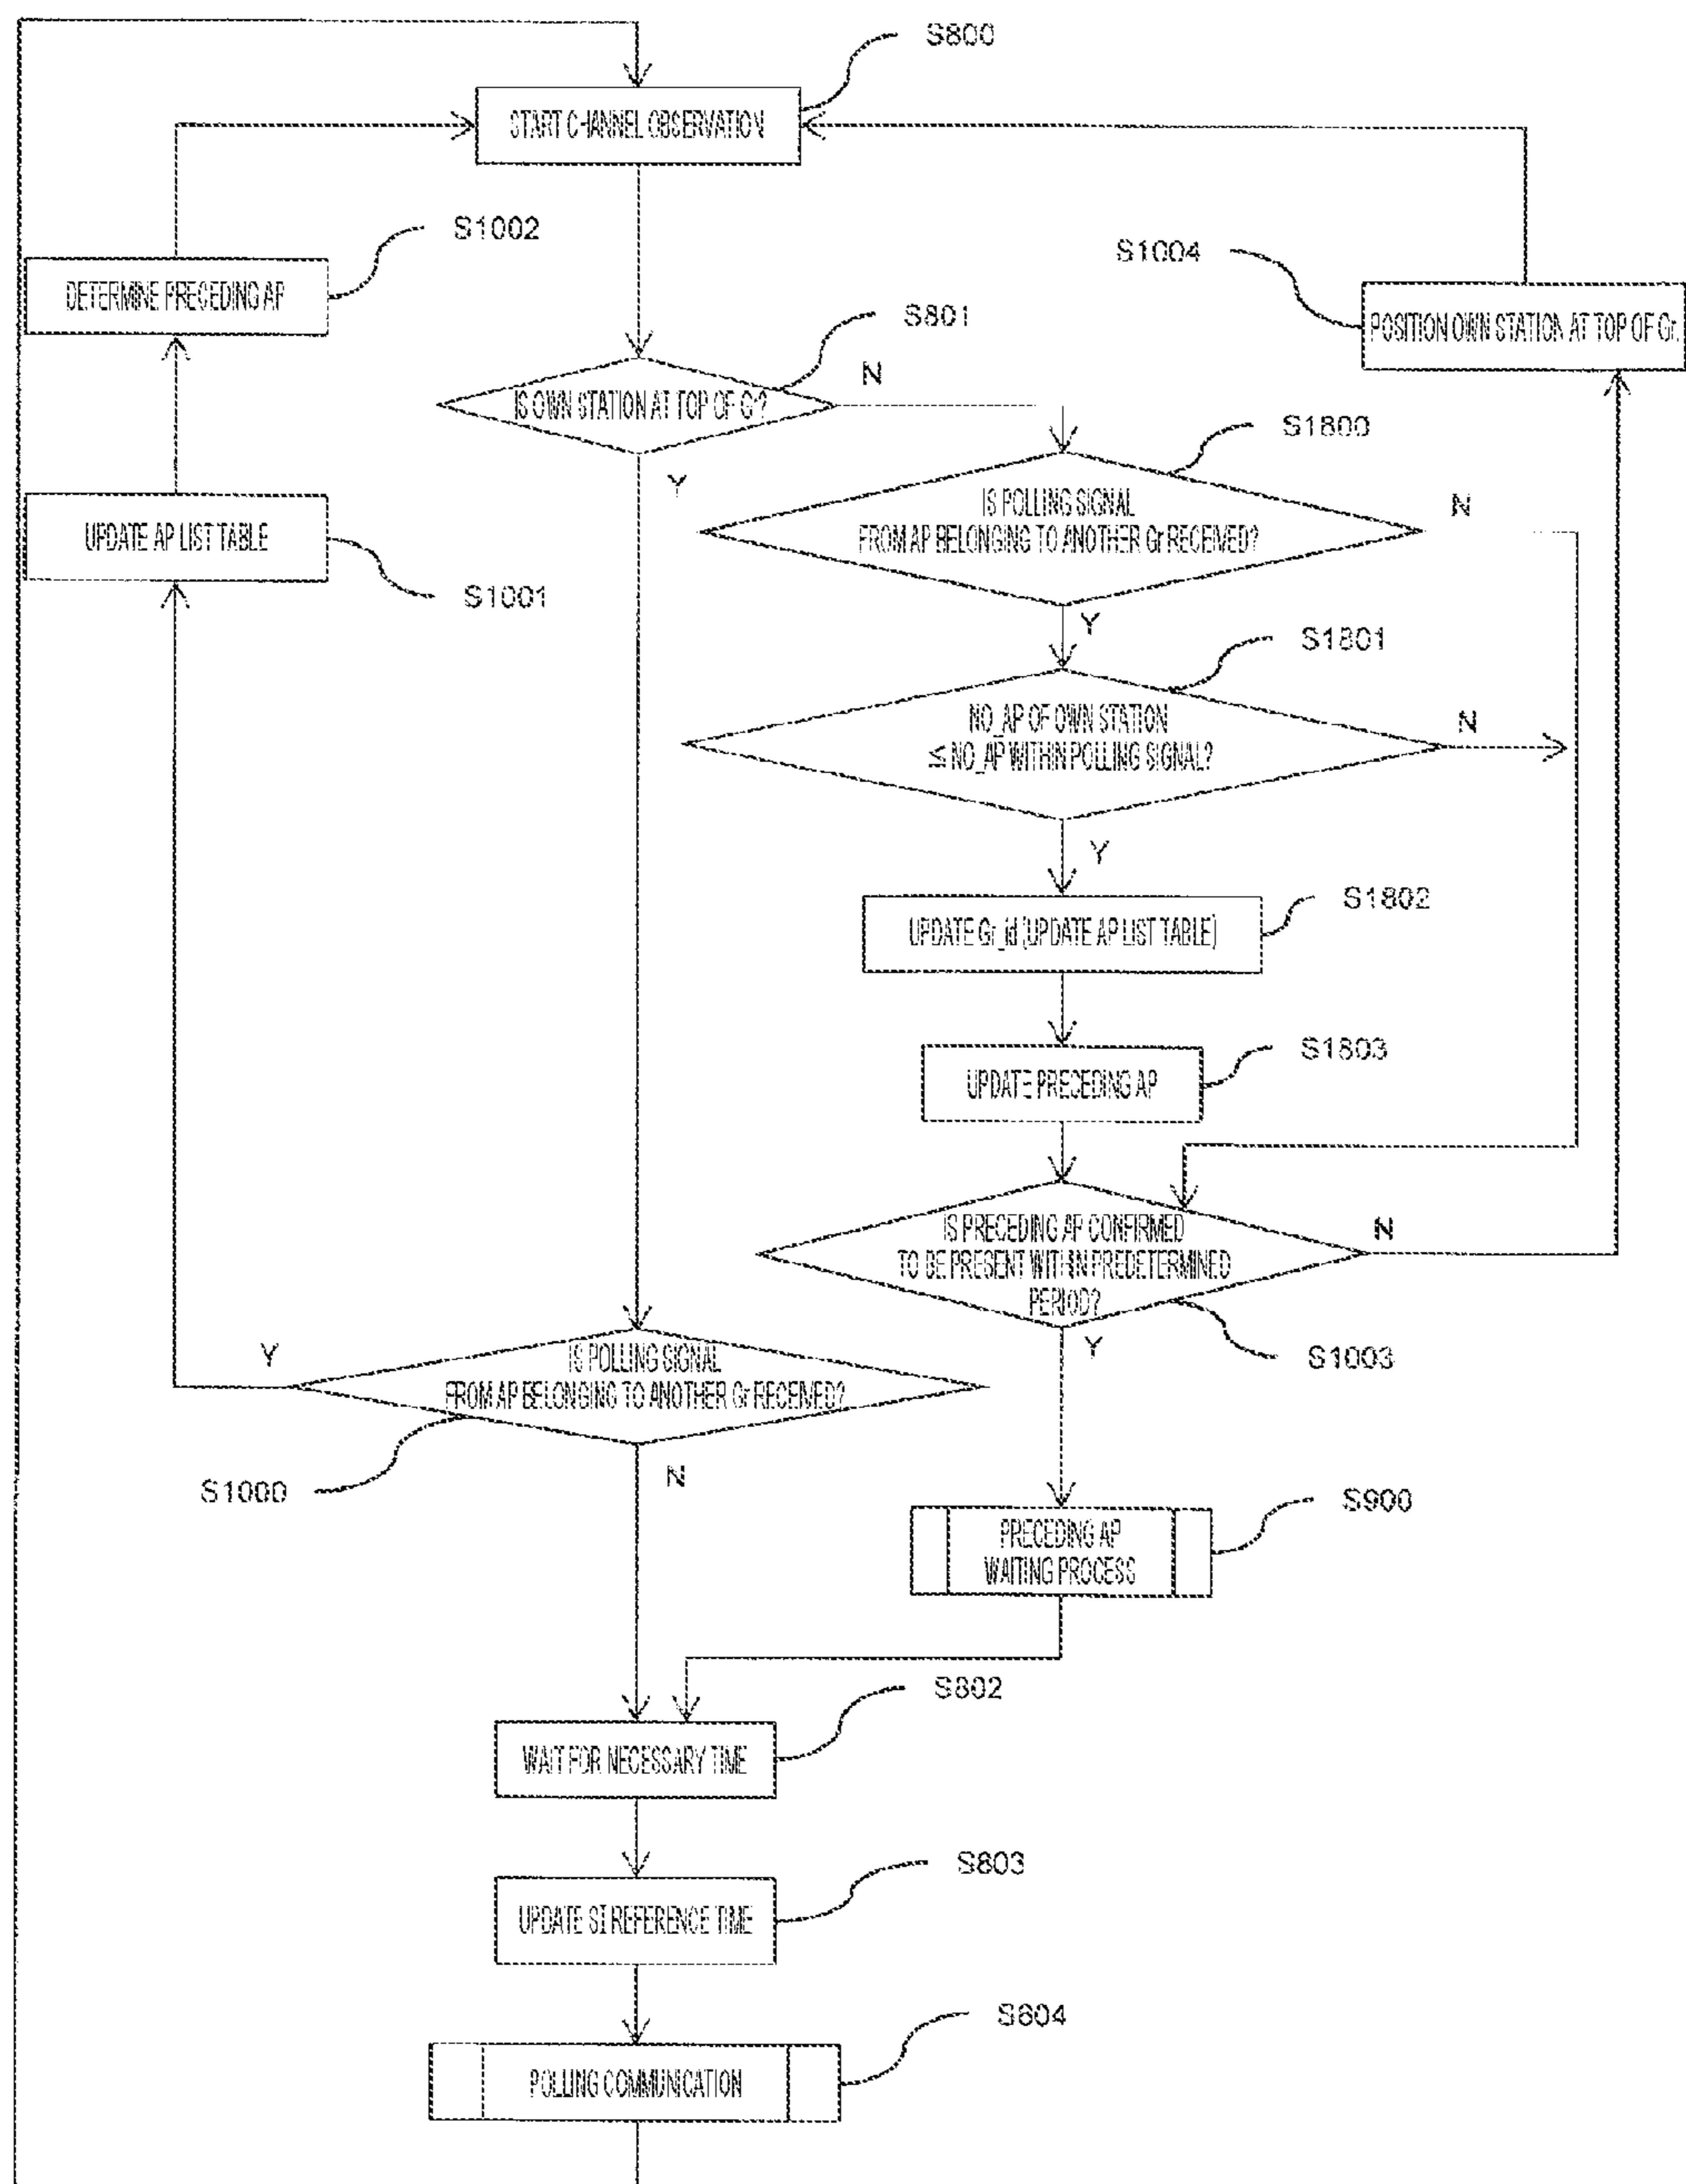 S800
START CHANNEL OBSERVATION
S1002
DETERMINE PRECEDING AP
S1004
POSITION OWN STATION AT TOP OF Gr.
S801
IS OWN STATION AT TOP OF Gr?
N
Y
S1800
IS POLLING SIGNAL
FROM AP BELONGING TO ANOTHER Gr RECEIVED?
N
UPDATE AP LIST TABLE
S1001
Y
S1801
NO_AP OF OWN STATION
≦ NO_AP WITHIN POLLING SIGNAL?
N
Y
S1802
UPDATE Gr_id (UPDATE AP LIST TABLE)
S1803
UPDATE PRECEDING AP
IS PRECEDING AP CONFIRMED
TO BE PRESENT WITHIN PREDETERMINED
PERIOD?
N
Y
S1003
Y
IS POLLING SIGNAL
FROM AP BELONGING TO ANOTHER Gr RECEIVED?
S1000
N
S900
PRECEDING AP
WAITING PROCESS
S802
WAIT FOR NECESSARY TIME
S803
UPDATE SI REFERENCE TIME
S804
POLLING COMMUNICATION